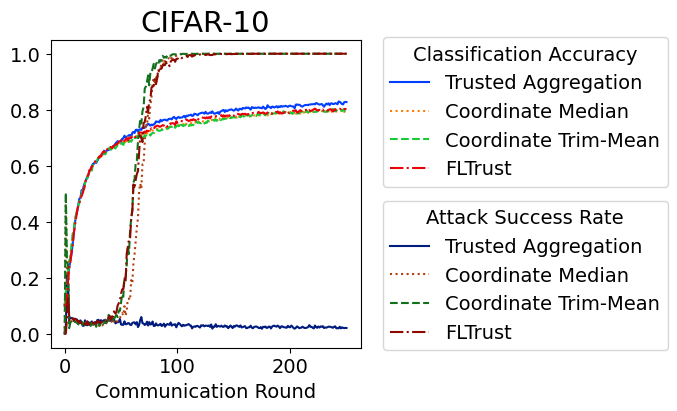 CIFAR-10
1.0
0.8
0.6
0.4
0.2
0.0
0
100
200
Communication Round
Classification Accuracy
Trusted Aggregation
Coordinate Median
Coordinate Trim-Mean
FLTrust
Attack Success Rate
Trusted Aggregation
Coordinate Median
Coordinate Trim-Mean
FLTrust